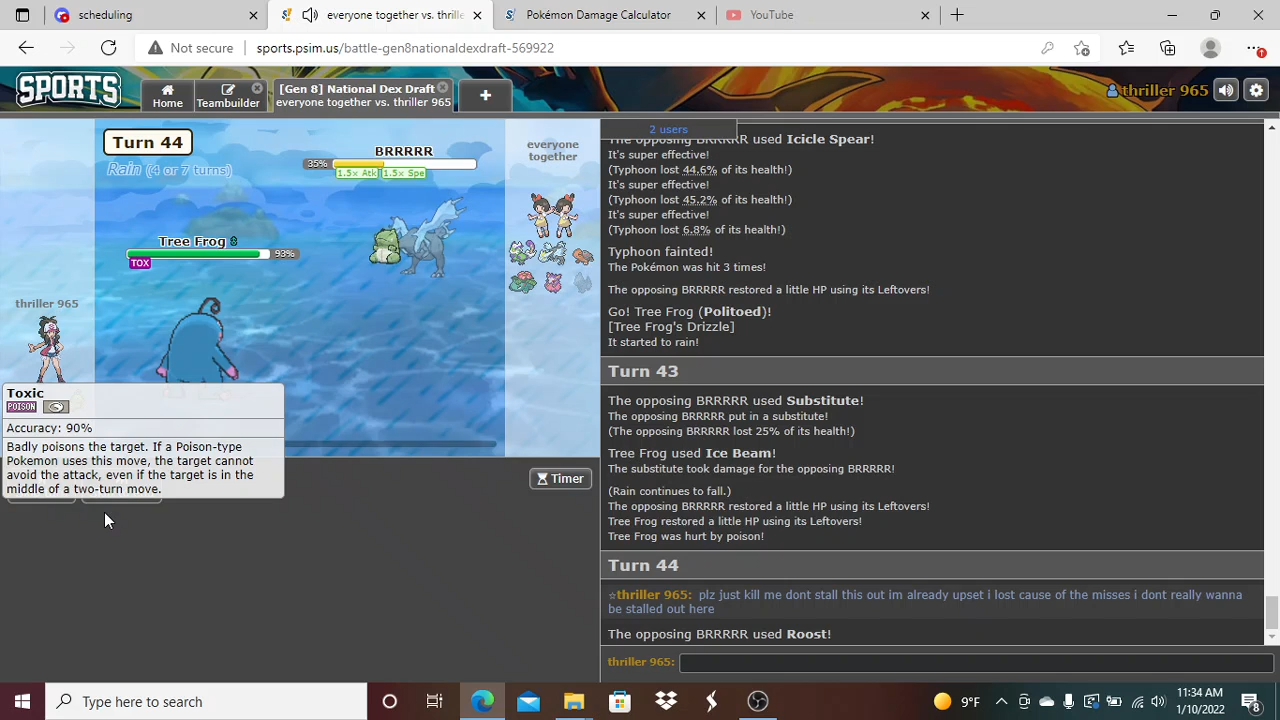 scheduling
everyone together vs. thrille
Pokémon Damage Calculator
YouTube
Not secure
sports.psim.us/battle-gen8nationaldexdraft-569922
SPORTS
Home
Teambuilder
[Gen 8] National Dex Draft
everyone together vs. thriller 965
thriller 965
Turn 44
Rain (4 or 7 turns)
BRRRRR
35%
1.5x Atk 1.5x Spe
everyone
together
Tree Frog
93%
TOX
thriller 965
Toxic
POISON
Accuracy: 90%
Badly poisons the target. If a Poison-type
Pokemon uses this move, the target cannot
avoid the attack, even if the target is in the
middle of a two-turn move.
Timer
2 users
The opposing BRRRRR used Icicle Spear!
It's super effective!
(Typhoon lost 44.6% of its health!)
It's super effective!
(Typhoon lost 45.2% of its health!)
It's super effective!
(Typhoon lost 6.8% of its health!)
Typhoon fainted!
The Pokémon was hit 3 times!
The opposing BRRRRR restored a little HP using its Leftovers!
Go! Tree Frog (Politoed)!
[Tree Frog's Drizzle]
It started to rain!
Turn 43
The opposing BRRRRR used Substitute!
The opposing BRRRRR put in a substitute!
(The opposing BRRRRR lost 25% of its health!)
Tree Frog used Ice Beam!
The substitute took damage for the opposing BRRRRR!
(Rain continues to fall.)
The opposing BRRRRR restored a little HP using its Leftovers!
Tree Frog restored a little HP using its Leftovers!
Tree Frog was hurt by poison!
Turn 44
☆thriller 965: plz just kill me dont stall this out im already upset i lost cause of the misses i dont really wanna
be stalled out here
The opposing BRRRRR used Roost!
thriller 965:
Type here to search
9°F
11:34 AM
1/10/2022
8